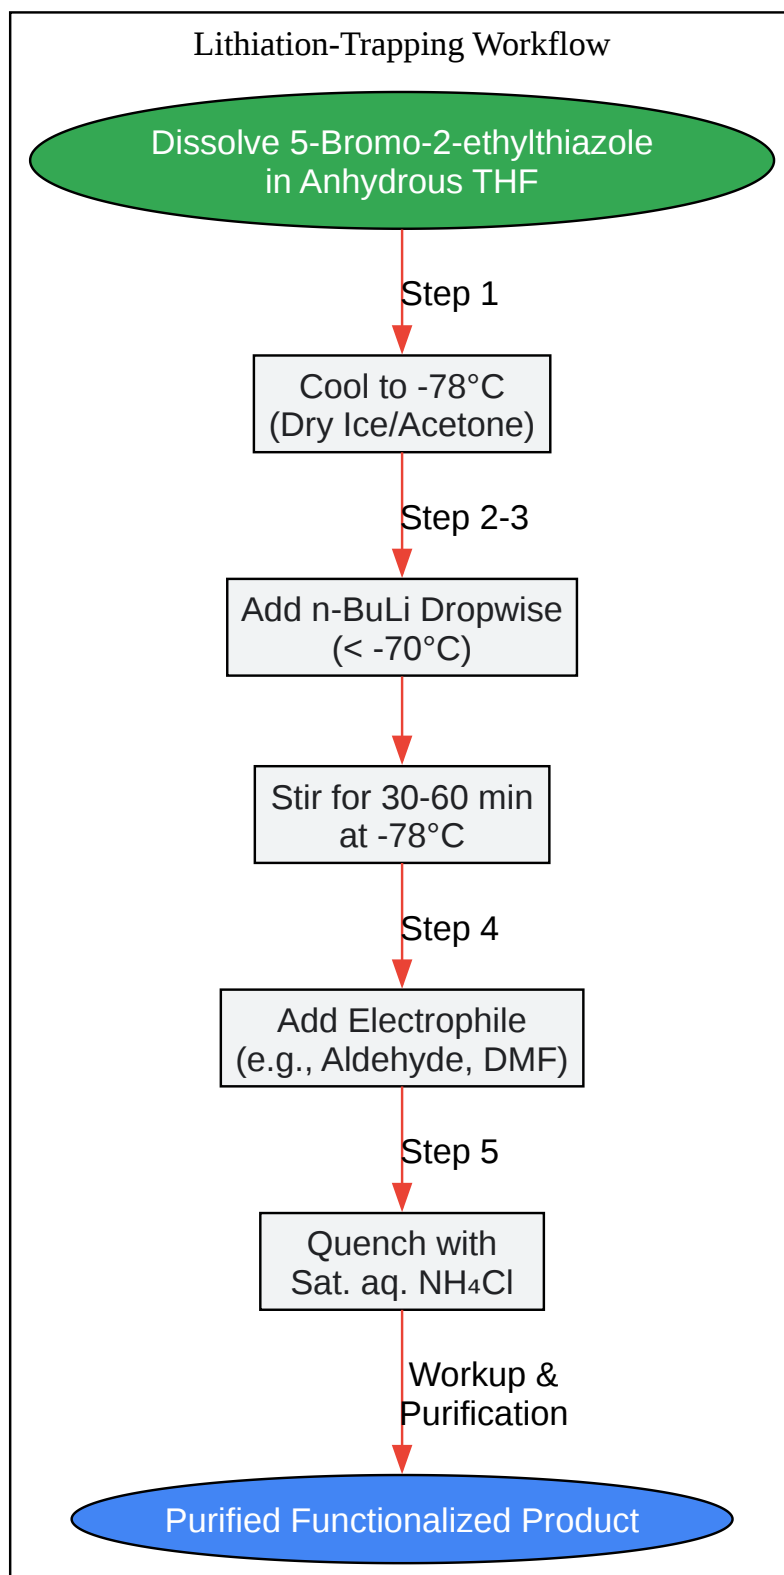 Lithiation-Trapping Workflow
Dissolve 5-Bromo-2-ethylthiazole
in Anhydrous THF
Step 1
Cool to -78°C
(Dry Ice/Acetone)
Step 2-3
Add n-BuLi Dropwise
(< -70°C)
Stir for 30-60 min
at -78°C
Step 4
Add Electrophile
(e.g., Aldehyde, DMF)
Step 5
Quench with
Sat. aq. NH₄Cl
Workup &
Purification
Purified Functionalized Product